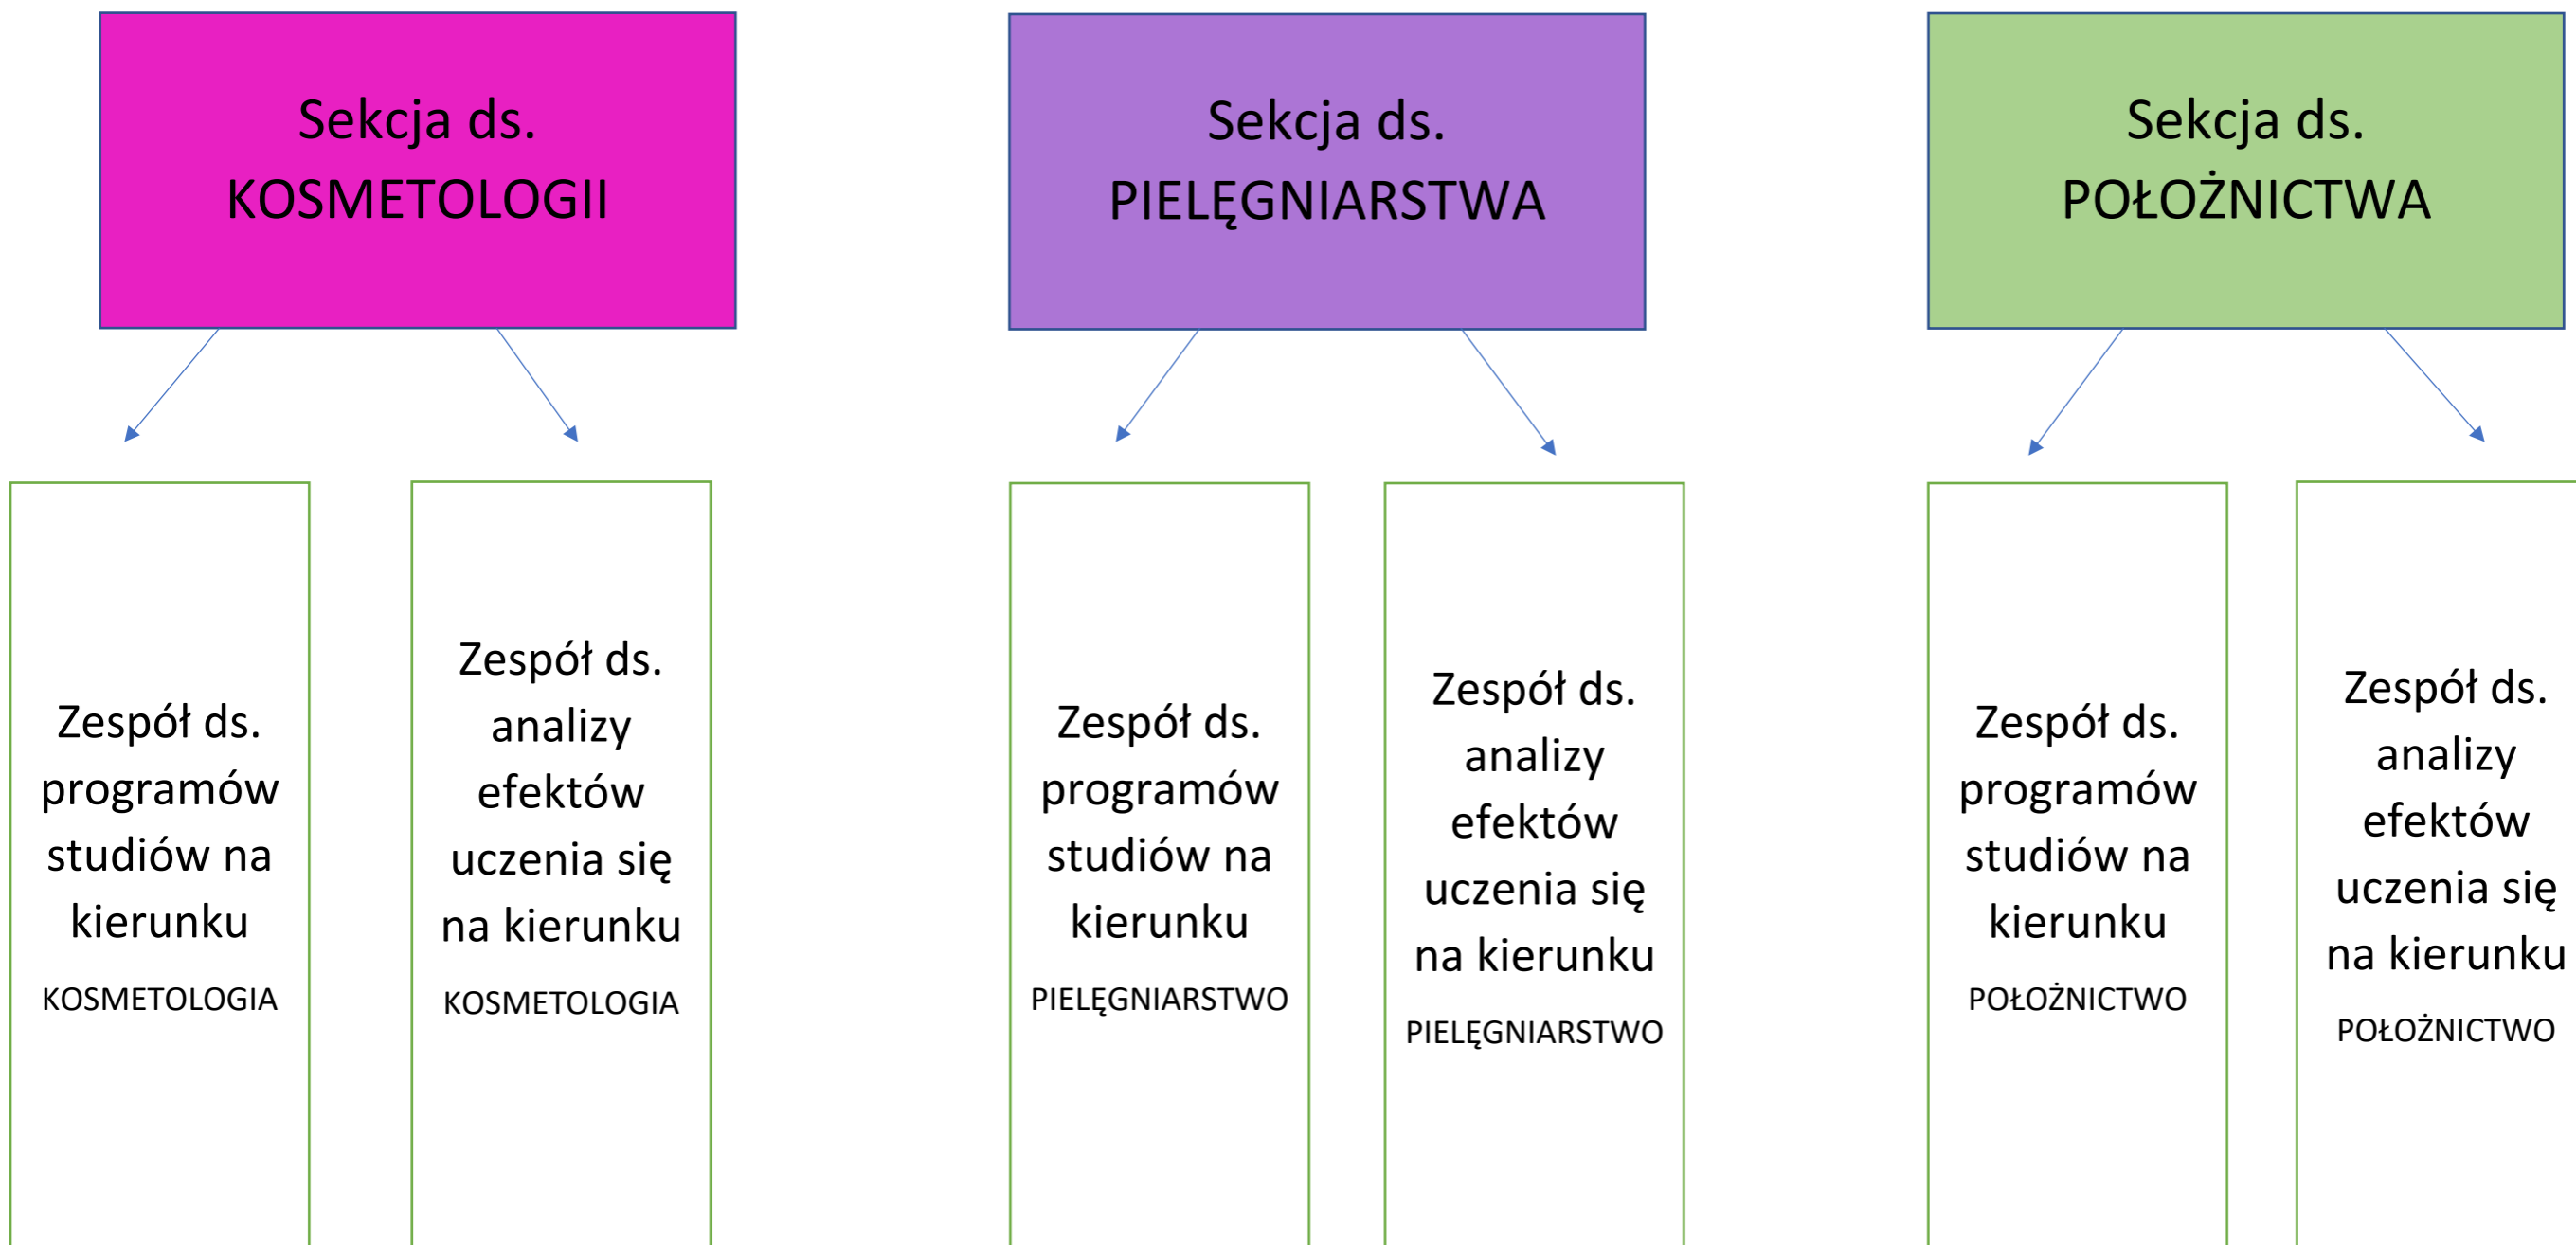 Sekcja ds.
KOSMETOLOGII
Sekcja ds.
PIELĘGNIARSTWA
Sekcja ds.
POŁOŻNICTWA
Zespół ds.
programów
studiów na
kierunku
KOSMETOLOGIA
Zespół ds.
analizy
efektów
uczenia się
na kierunku
KOSMETOLOGIA
Zespół ds.
programów
studiów na
kierunku
PIELĘGNIARSTWO
Zespół ds.
analizy
efektów
uczenia się
na kierunku
PIELĘGNIARSTWO
Zespół ds.
programów
studiów na
kierunku
POŁOŻNICTWO
Zespół ds.
analizy
efektów
uczenia się
na kierunku
POŁOŻNICTWO